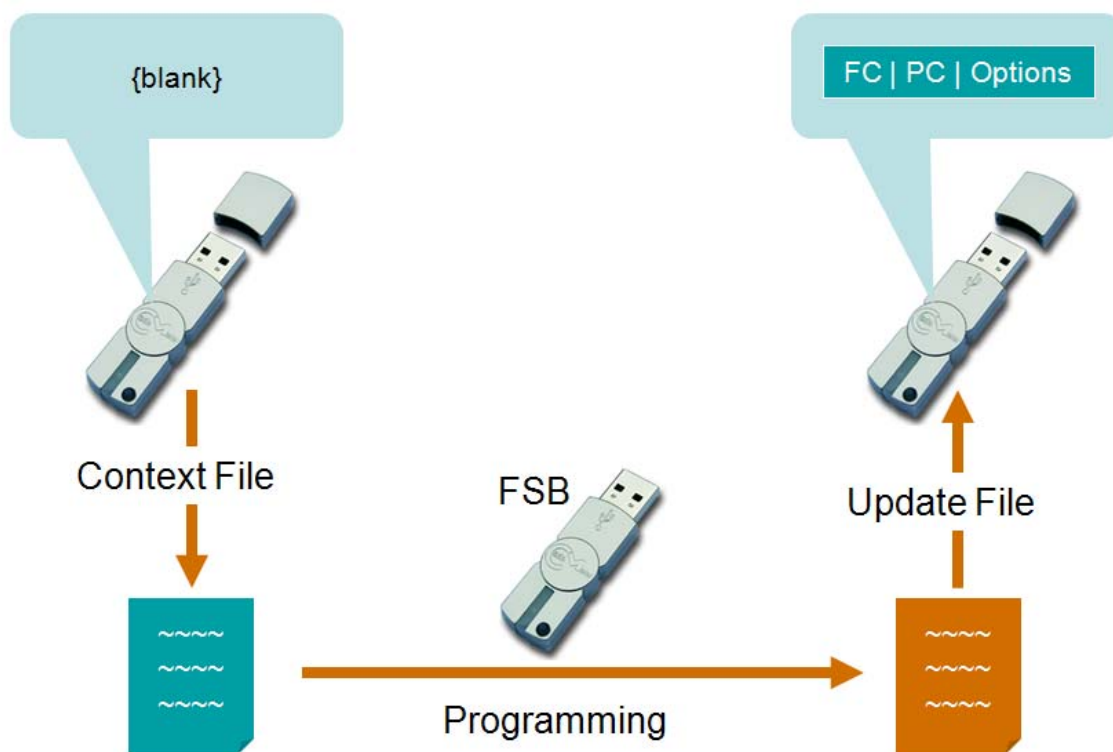 {blank}
FC | PC | Options
Context File
FSB
Update File
~~~~
~~~~
~~~~
Programming
~~~~
~~~~
~~~~